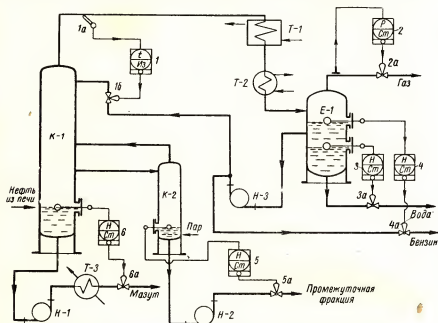 1а
t
Из
1
1б
Т-1
Т-2
Р
Ст
2
2а
Газ
Е-1
К-1
К-2
Н-3
Н
Ст
3
Н
Ст
4
3а
Вода
4а
Бензин
Нефть
из печи
Пар
Н
Ст
6
Н
Ст
5
Т-3
6а
Мазут
5а
Промежуточная
фракция
Н-1
Н-2